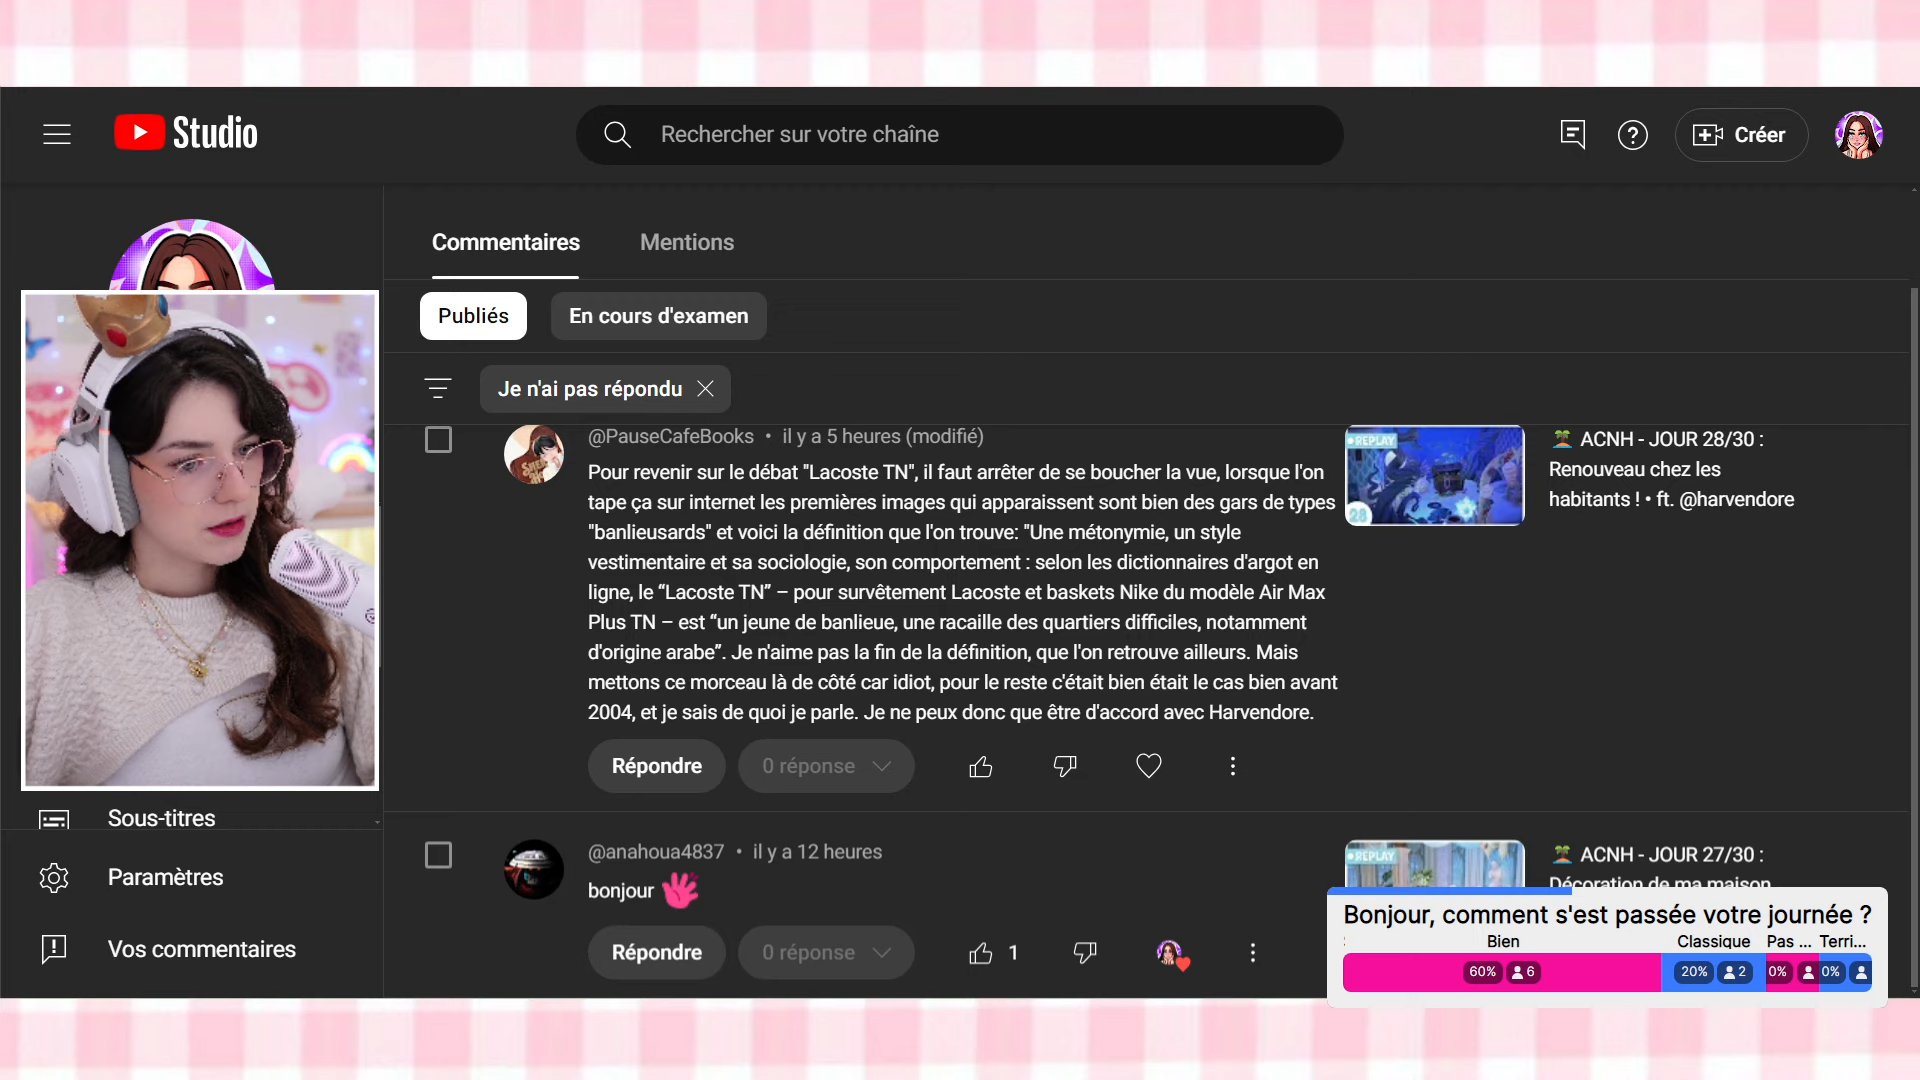 Studio
Rechercher sur votre chaîne
Créer
Commentaires
Mentions
Publiés
En cours d'examen
Je n'ai pas répondu
@PauseCafeBooks • il y a 5 heures (modifié)
Pour revenir sur le débat "Lacoste TN", il faut arrêter de se boucher la vue, lorsque l'on
tape ça sur internet les premières images qui apparaissent sont bien des gars de types
"banlieusards" et voici la définition que l'on trouve: "Une métonymie, un style
vestimentaire et sa sociologie, son comportement : selon les dictionnaires d'argot en
ligne, le “Lacoste TN” – pour survêtement Lacoste et baskets Nike du modèle Air Max
Plus TN – est “un jeune de banlieue, une racaille des quartiers difficiles, notamment
d'origine arabe”. Je n'aime pas la fin de la définition, que l'on retrouve ailleurs. Mais
mettons ce morceau là de côté car idiot, pour le reste c'était bien était le cas bien avant
2004, et je sais de quoi je parle. Je ne peux donc que être d'accord avec Harvendore.
REPLAY
28
ACNH - JOUR 28/30 :
Renouveau chez les
habitants ! • ft. @harvendore
Répondre
0 réponse
Sous-titres
Paramètres
Vos commentaires
@anahoua4837 • il y a 12 heures
bonjour
Répondre
0 réponse
1
REPLAY
ACNH - JOUR 27/30 :
Décoration de ma maison
Bonjour, comment s'est passée votre journée ?
Bien
Classique
Pas ...
Terri...
60%
6
20%
2
0%
0%